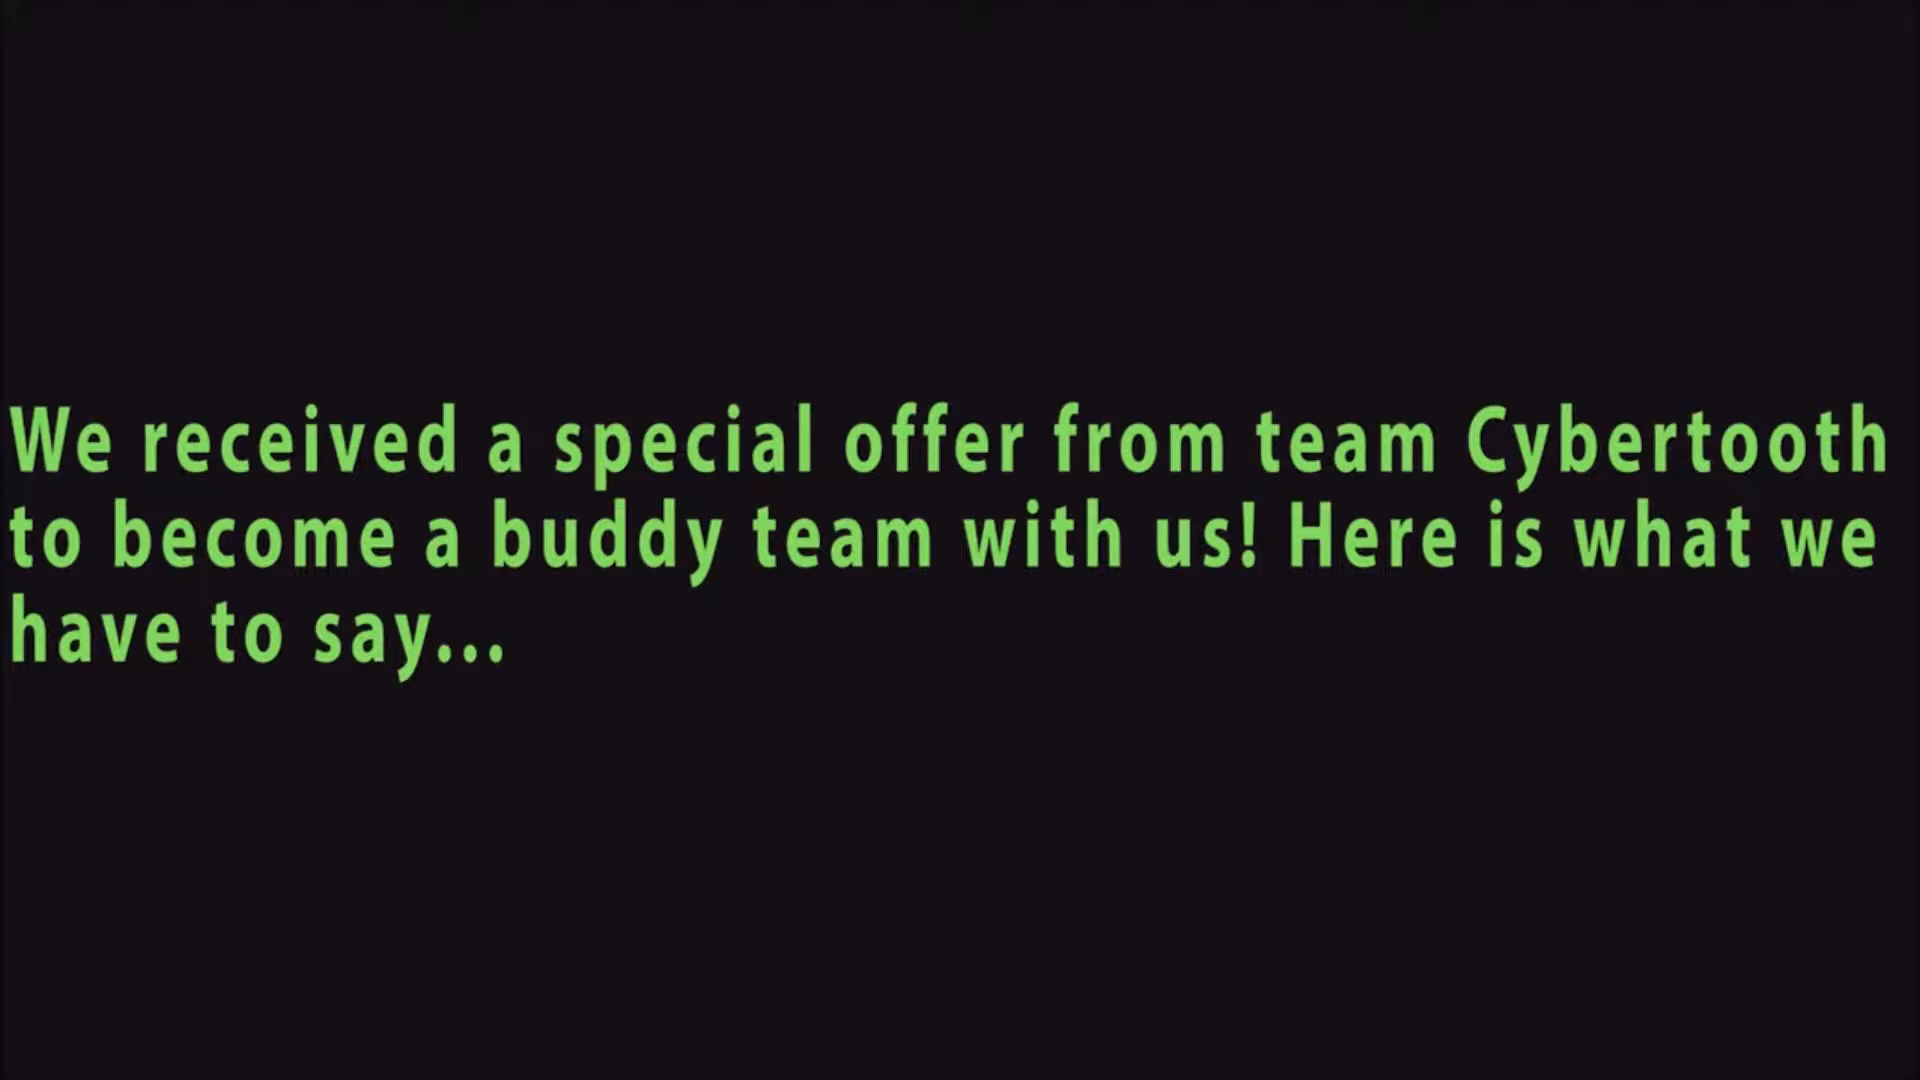 We received a special offer from team Cybertooth
to become a buddy team with us! Here is what we
have to say...